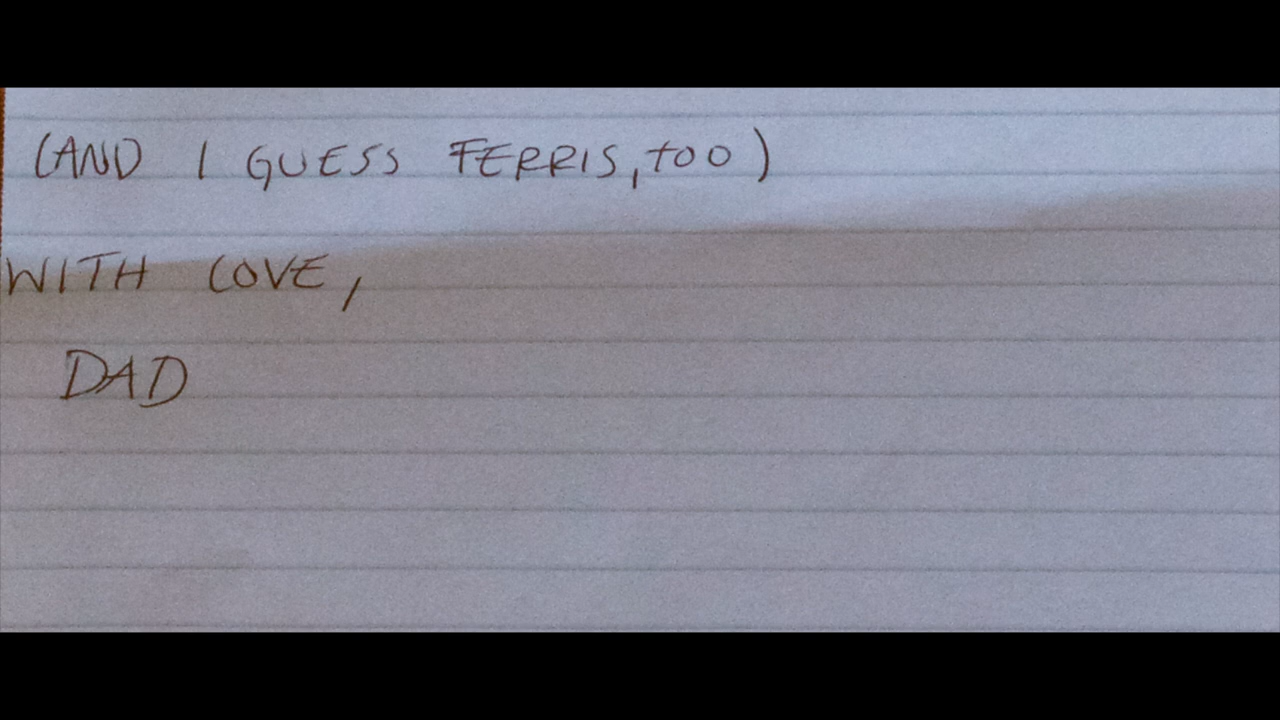 (AND I GUESS FERRIS, TOO)
WITH LOVE,
DAD